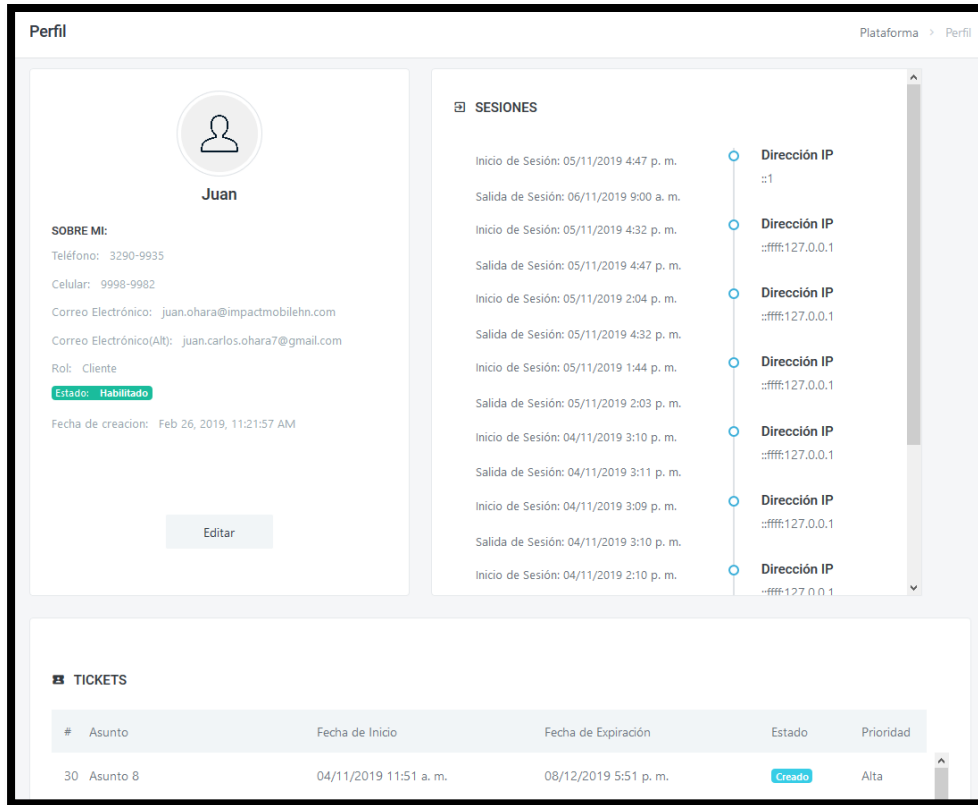 Perfil
Plataforma > Perfil
Juan
SOBRE MI:
Teléfono: 3290-9935
Celular: 9998-9982
Correo Electrónico: juan.ohara@impactmobilehn.com
Correo Electrónico(Alt): juan.carlos.ohara7@gmail.com
Rol: Cliente
Estado: Habilitado
Fecha de creacion: Feb 26, 2019, 11:21:57 AM
Editar
SESIONES
Inicio de Sesión: 05/11/2019 4:47 p. m.
Dirección IP
::1
Salida de Sesión: 06/11/2019 9:00 a. m.
Inicio de Sesión: 05/11/2019 4:32 p. m.
Dirección IP
::ffff:127.0.0.1
Salida de Sesión: 05/11/2019 4:47 p. m.
Inicio de Sesión: 05/11/2019 2:04 p. m.
Dirección IP
::ffff:127.0.0.1
Salida de Sesión: 05/11/2019 4:32 p. m.
Inicio de Sesión: 05/11/2019 1:44 p. m.
Dirección IP
::ffff:127.0.0.1
Salida de Sesión: 05/11/2019 2:03 p. m.
Inicio de Sesión: 04/11/2019 3:10 p. m.
Dirección IP
::ffff:127.0.0.1
Salida de Sesión: 04/11/2019 3:11 p. m.
Inicio de Sesión: 04/11/2019 3:09 p. m.
Dirección IP
::ffff:127.0.0.1
Salida de Sesión: 04/11/2019 3:10 p. m.
Inicio de Sesión: 04/11/2019 2:10 p. m.
Dirección IP
::ffff:127.0.0.1
TICKETS
# Asunto Fecha de Inicio Fecha de Expiración Estado Prioridad
30 Asunto 8 04/11/2019 11:51 a. m. 08/12/2019 5:51 p. m. Creado Alta